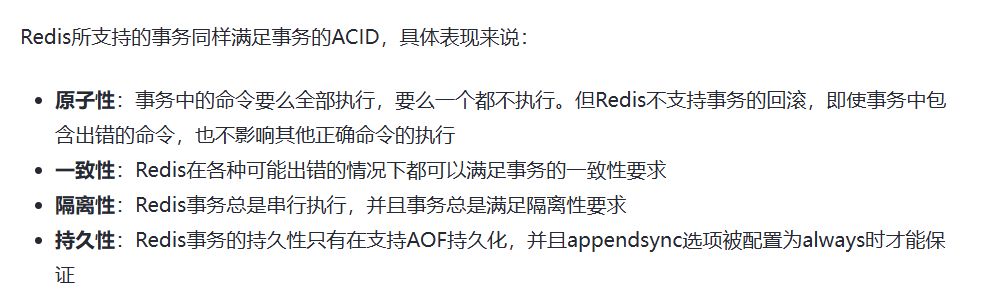 Redis所支持的事务同样满足事务的ACID，具体表现来说：
• 原子性：事务中的命令要么全部执行，要么一个都不执行。但Redis不支持事务的回滚，即使事务中包
含出错的命令，也不影响其他正确命令的执行
• 一致性：Redis在各种可能出错的情况下都可以满足事务的一致性要求
• 隔离性：Redis事务总是串行执行，并且事务总是满足隔离性要求
• 持久性：Redis事务的持久性只有在支持AOF持久化，并且appendsync选项被配置为always时才能保
证